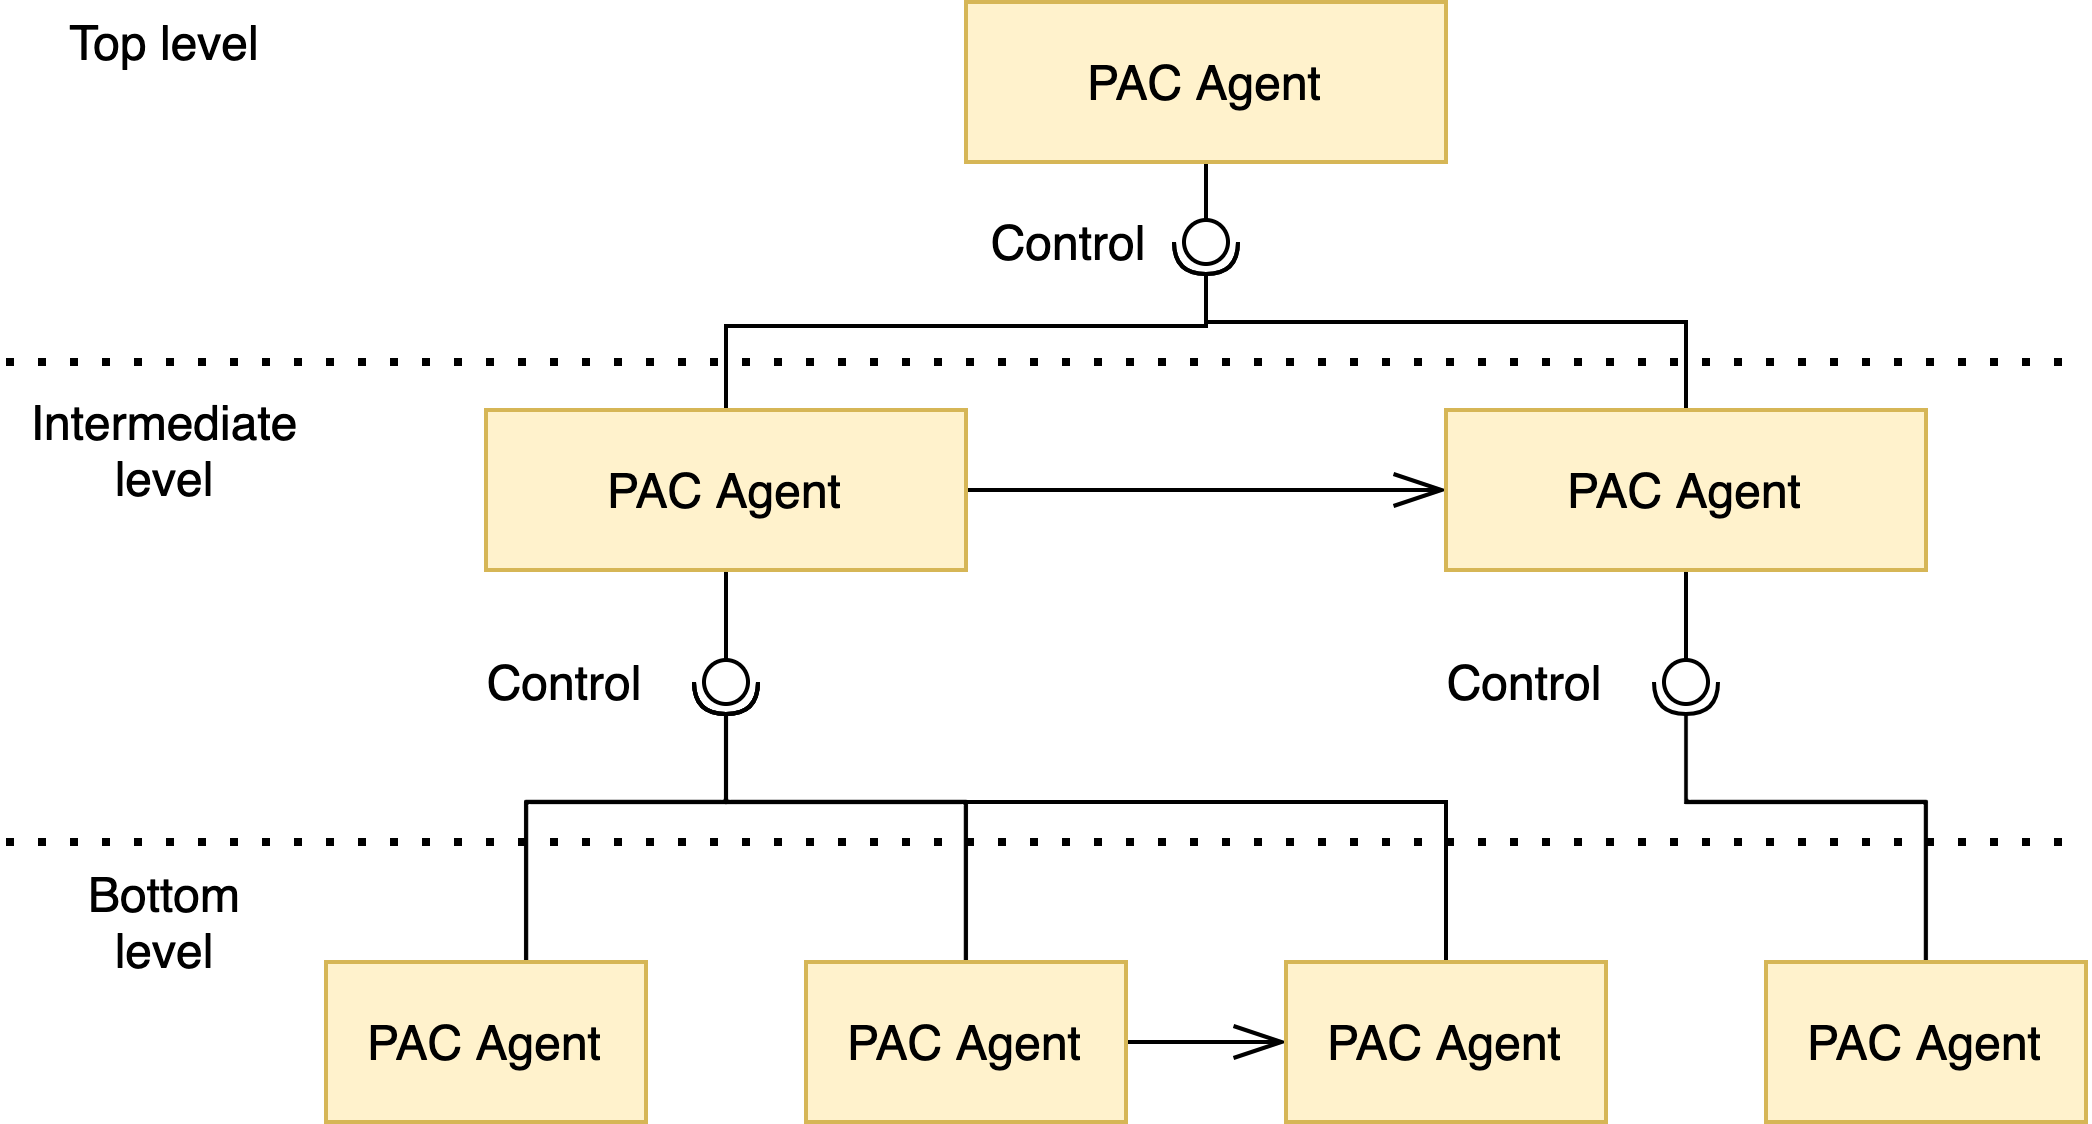 Top level
PAC Agent
Control
Intermediate
level
PAC Agent
PAC Agent
Control
Control
Bottom
level
PAC Agent
PAC Agent
PAC Agent
PAC Agent